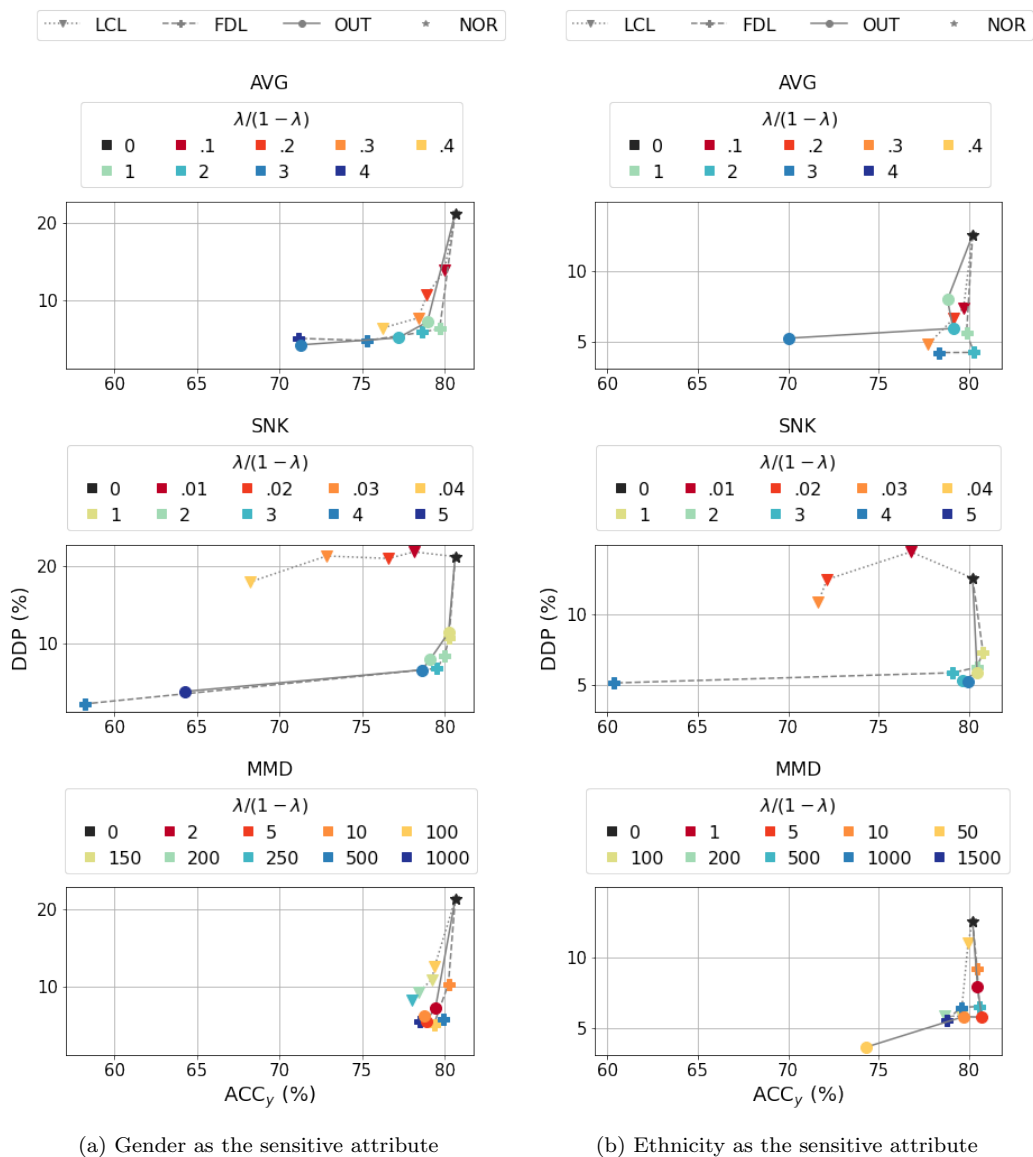 LCL FDL OUT NOR
LCL FDL OUT NOR
AVG
λ/(1 − λ)
0 .1 .2 .3 .4
1 2 3 4
20
10
60 65 70 75 80
AVG
λ/(1 − λ)
0 .1 .2 .3 .4
1 2 3 4
10
5
60 65 70 75 80
SNK
λ/(1 − λ)
0 .01 .02 .03 .04
1 2 3 4 5
20
10
DDP (%)
60 65 70 75 80
SNK
λ/(1 − λ)
0 .01 .02 .03 .04
1 2 3 4 5
10
5
DDP (%)
60 65 70 75 80
MMD
λ/(1 − λ)
0 2 5 10 100
150 200 250 500 1000
20
10
60 65 70 75 80
ACCy (%)
MMD
λ/(1 − λ)
0 1 5 10 50
100 200 500 1000 1500
10
5
60 65 70 75 80
ACCy (%)
(a) Gender as the sensitive attribute
(b) Ethnicity as the sensitive attribute